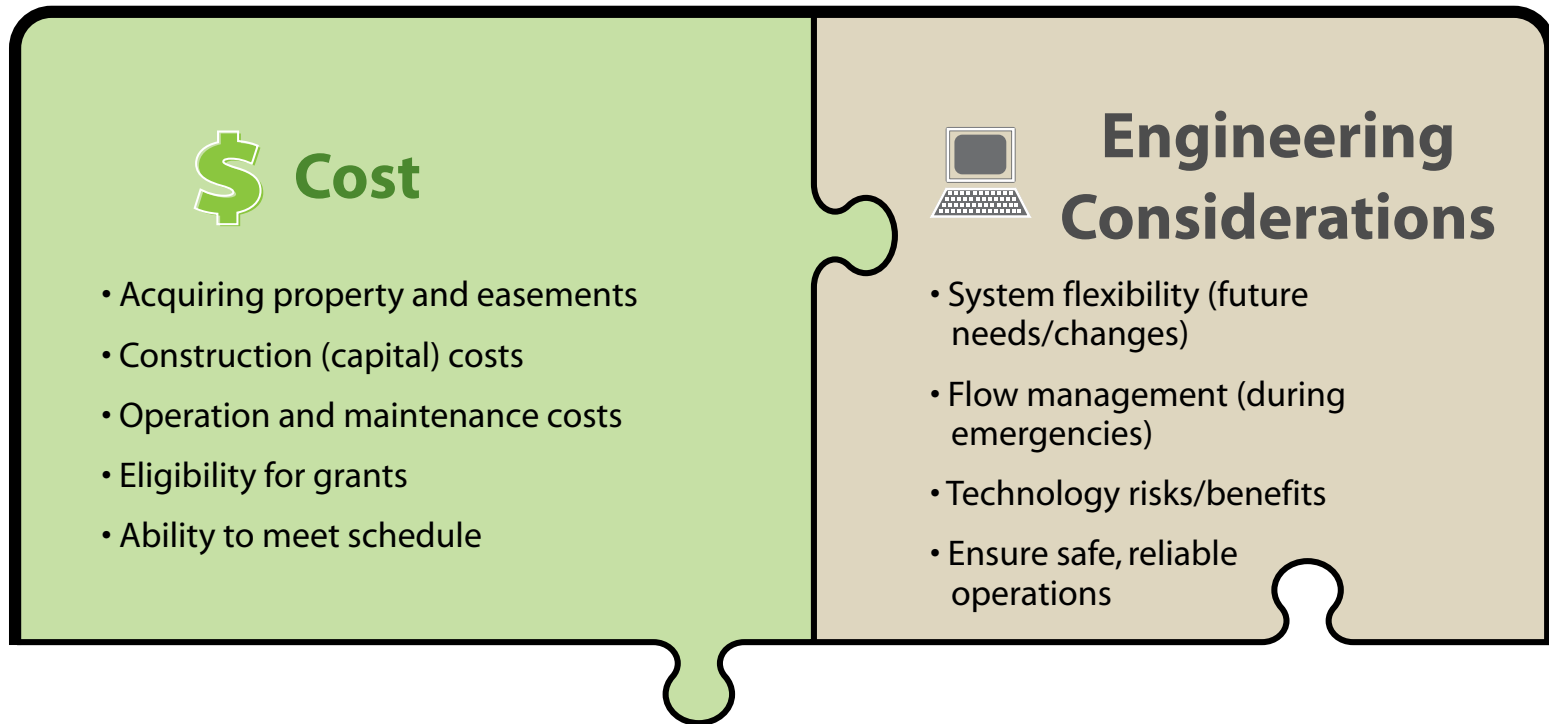 $ Cost
• Acquiring property and easements
• Construction (capital) costs
• Operation and maintenance costs
• Eligibility for grants
• Ability to meet schedule
Engineering
Considerations
• System flexibility (future
needs/changes)
• Flow management (during
emergencies)
• Technology risks/benefits
• Ensure safe, reliable
operations